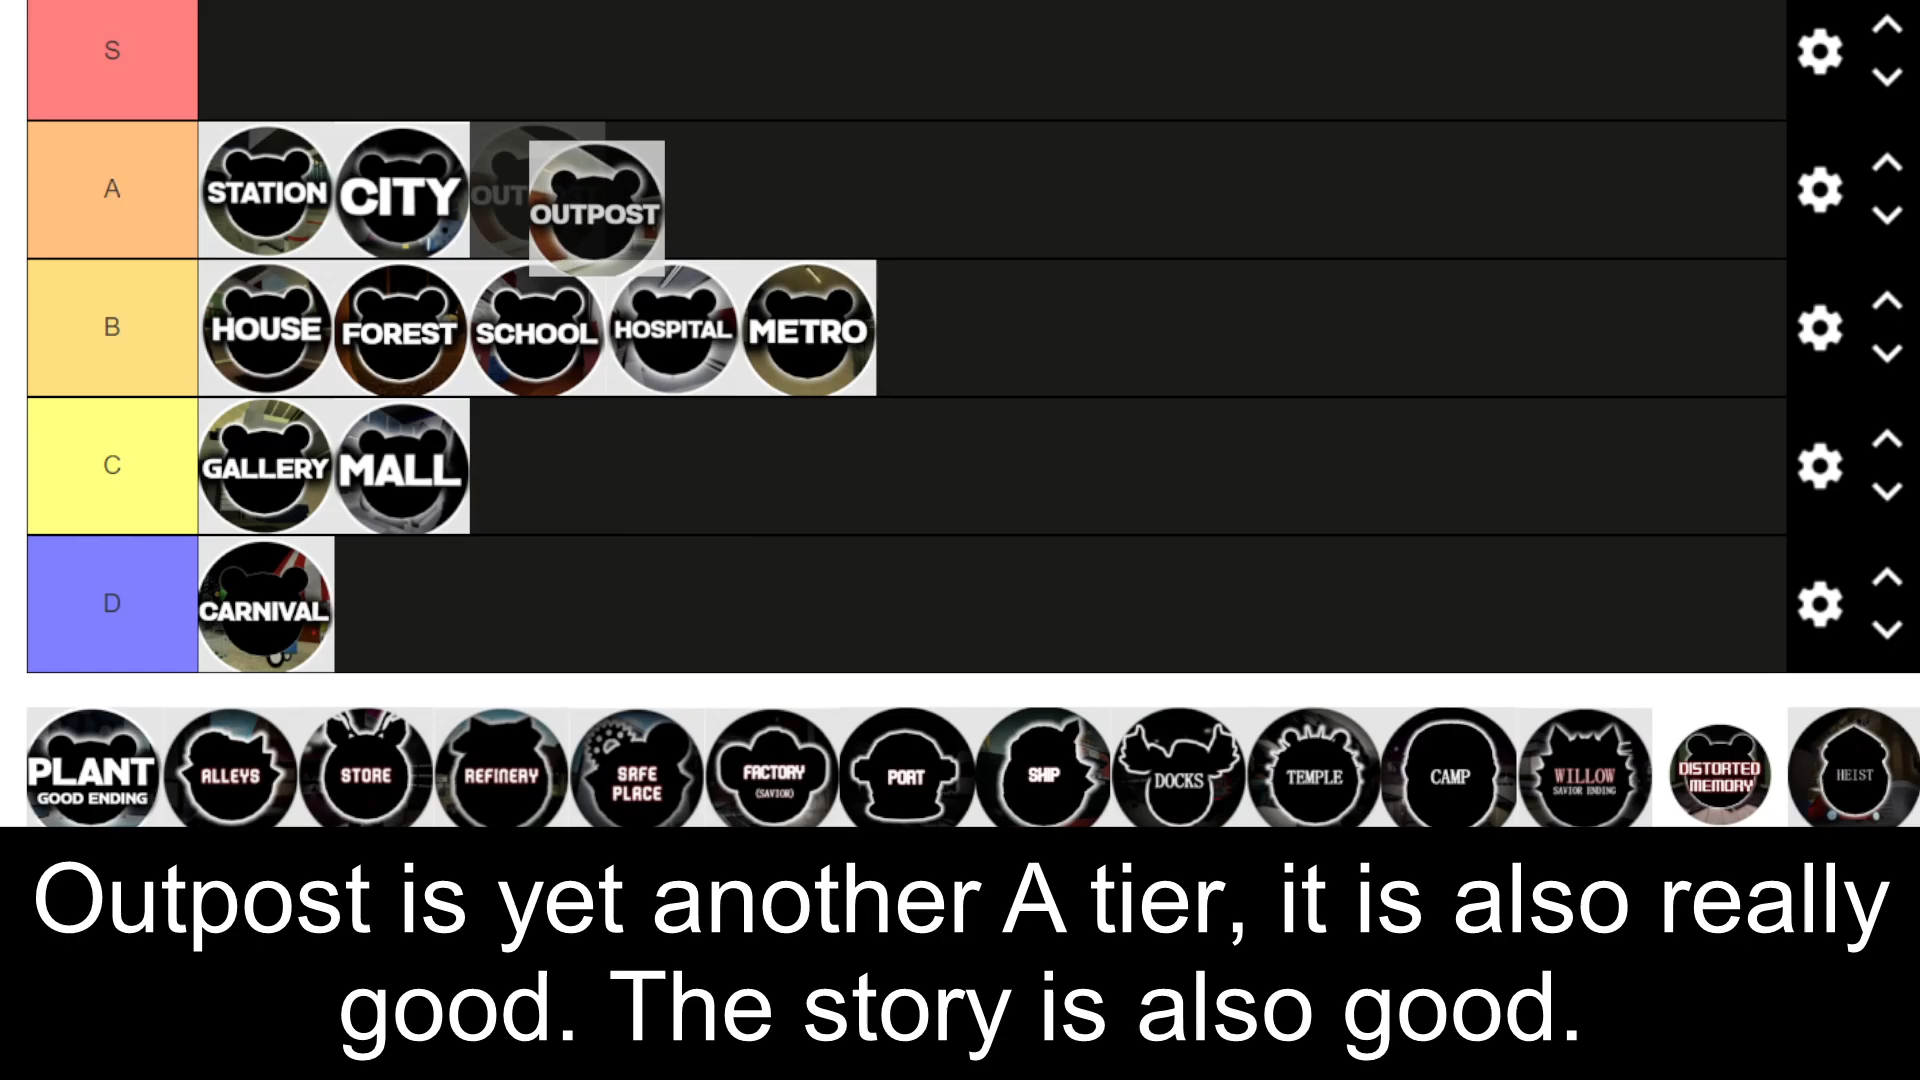 S
A
STATION
CITY
OUT
OUTPOST
B
HOUSE
FOREST
SCHOOL
HOSPITAL
METRO
C
GALLERY
MALL
D
CARNIVAL
PLANT
GOOD ENDING
ALLEYS
STORE
REFINERY
SAFE
PLACE
FACTORY
(SAVIOR)
PORT
SHIP
DOCKS
TEMPLE
CAMP
WILLOW
SAVIOR ENDING
DISTORTED
MEMORY
HEIST
Outpost is yet another A tier, it is also really
good. The story is also good.